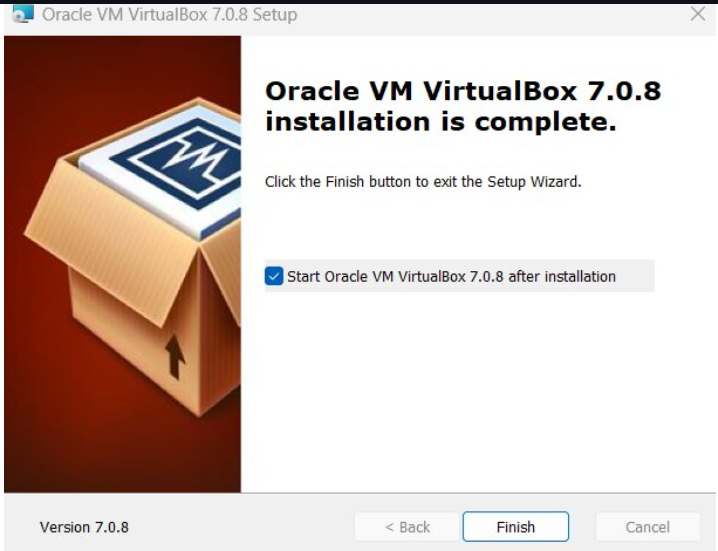 Oracle VM VirtualBox 7.0.8 Setup
Oracle VM VirtualBox 7.0.8
installation is complete.
Click the Finish button to exit the Setup Wizard.
Start Oracle VM VirtualBox 7.0.8 after installation
Version 7.0.8
< Back
Finish
Cancel